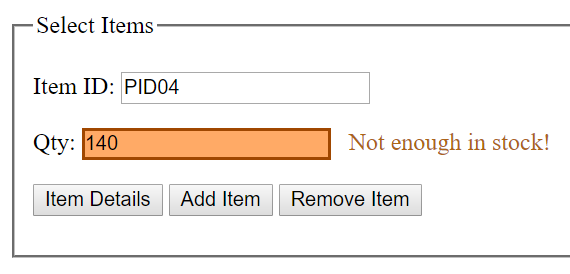 Select Items
Item ID: PID04
Qty: 140 Not enough in stock!
Item Details Add Item Remove Item